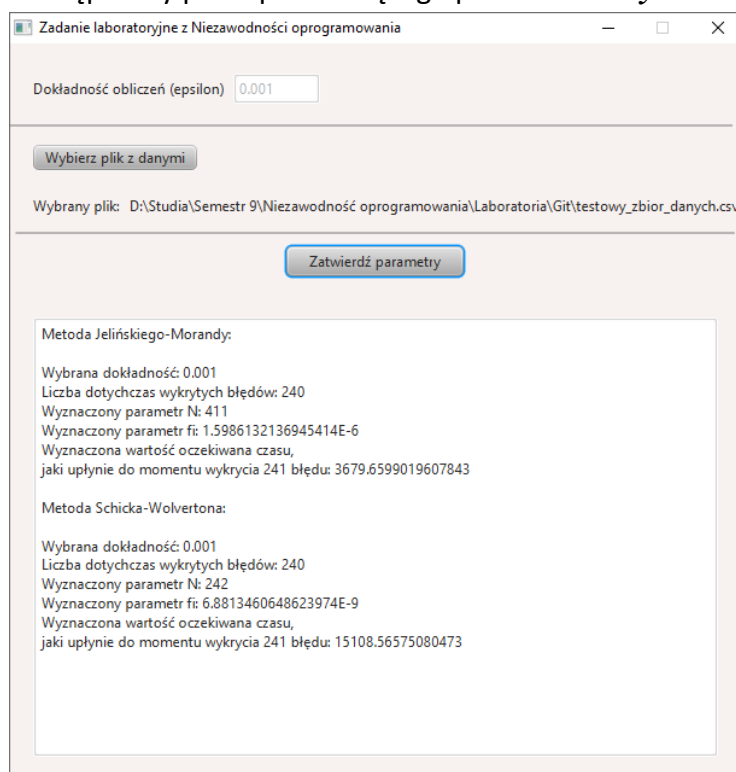 Zadanie laboratoryjne z Niezawodności oprogramowania
Dokładność obliczeń (epsilon) 0.001
Wybierz plik z danymi
Wybrany plik: D:\Studia\Semestr 9\Niezawodność oprogramowania\Laboratoria\Git\testowy_zbior_danych.csv
Zatwierdź parametry
Metoda Jelińskiego-Morandy:
Wybrana dokładność: 0.001
Liczba dotychczas wykrytych błędów: 240
Wyznaczony parametr N: 411
Wyznaczony parametr fi: 1.5986132136945414E-6
Wyznaczona wartość oczekiwana czasu,
jaki upłynie do momentu wykrycia 241 błędu: 3679.6599019607843
Metoda Schicka-Wolvertona:
Wybrana dokładność: 0.001
Liczba dotychczas wykrytych błędów: 240
Wyznaczony parametr N: 242
Wyznaczony parametr fi: 6.8813460648623974E-9
Wyznaczona wartość oczekiwana czasu,
jaki upłynie do momentu wykrycia 241 błędu: 15108.56575080473